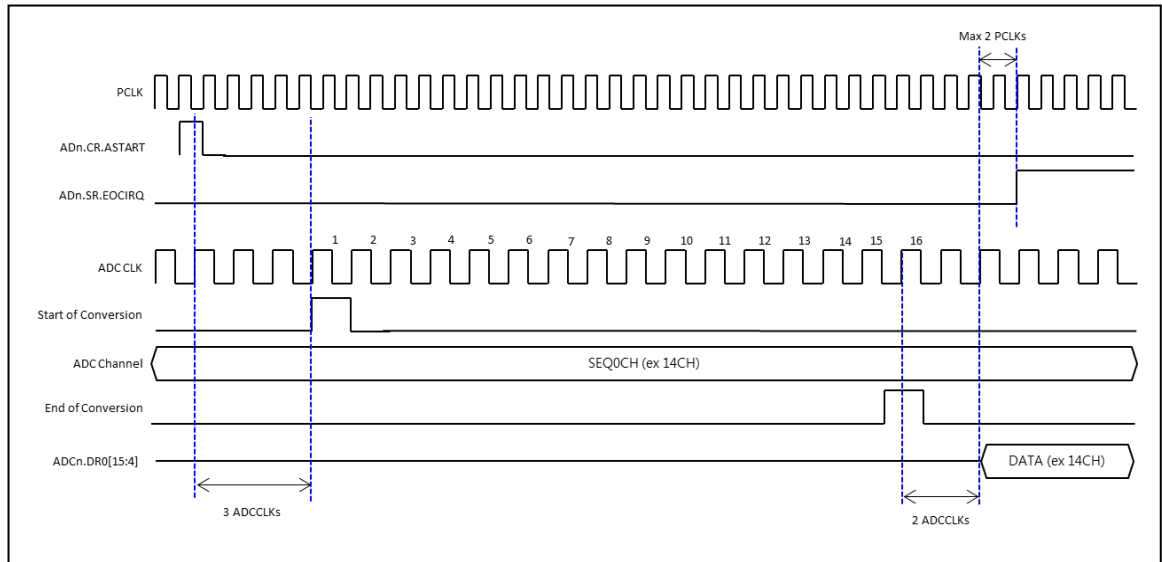 Max 2 PCLKs
PCLK
ADn.CR.ASTART
ADn.SR.EOCIRQ
1 2 3 4 5 6 7 8 9 10 11 12 13 14 15 16
ADC CLK
Start of Conversion
ADC Channel SEQ0CH (ex 14CH)
End of Conversion
ADCn.DR0[15:4] DATA (ex 14CH)
3 ADCCLKs
2 ADCCLKs